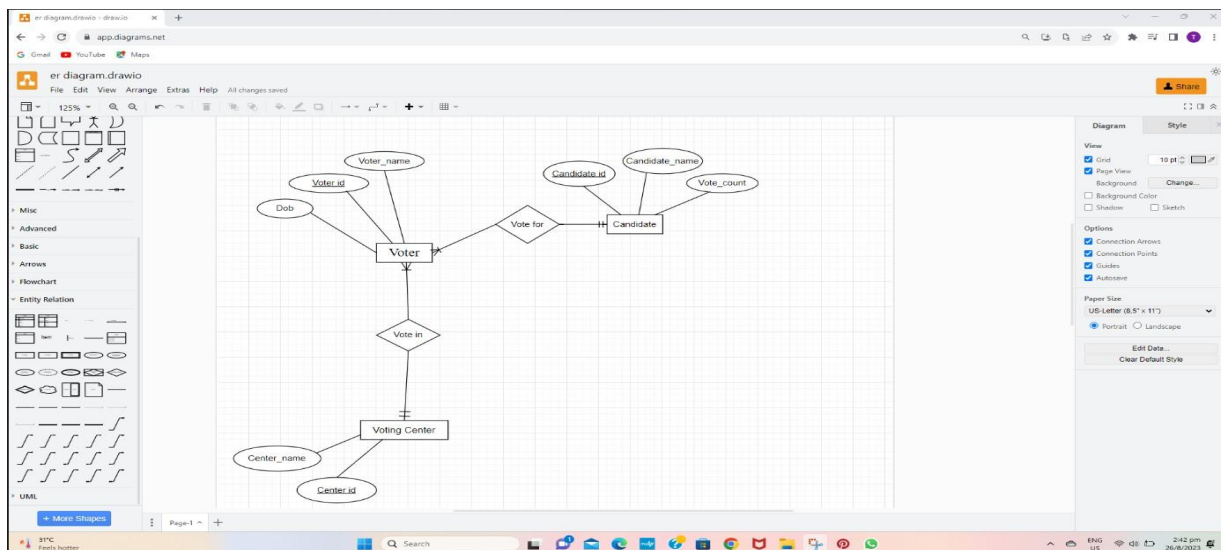 er diagram.drawio - draw.io
app.diagrams.net
Gmail YouTube Maps
er diagram.drawio
File Edit View Arrange Extras Help All changes saved
Share
125%
Diagram Style
View
Grid 10 pt
Page View
Background Change...
Background Color
Shadow Sketch
Options
Connection Arrows
Connection Points
Guides
Autosave
Paper Size
US-Letter (8,5" x 11")
Portrait Landscape
Edit Data...
Clear Default Style
Misc
Advanced
Basic
Arrows
Flowchart
Entity Relation
UML
+ More Shapes
Voter_name
Voter id
Dob
Voter
Candidate_name
Candidate id
Vote_count
Vote for
Candidate
Vote in
Voting Center
Center_name
Center id
Page-1
31°C
Feels hotter
Search
ENG
US
2:42 pm
26/8/2023